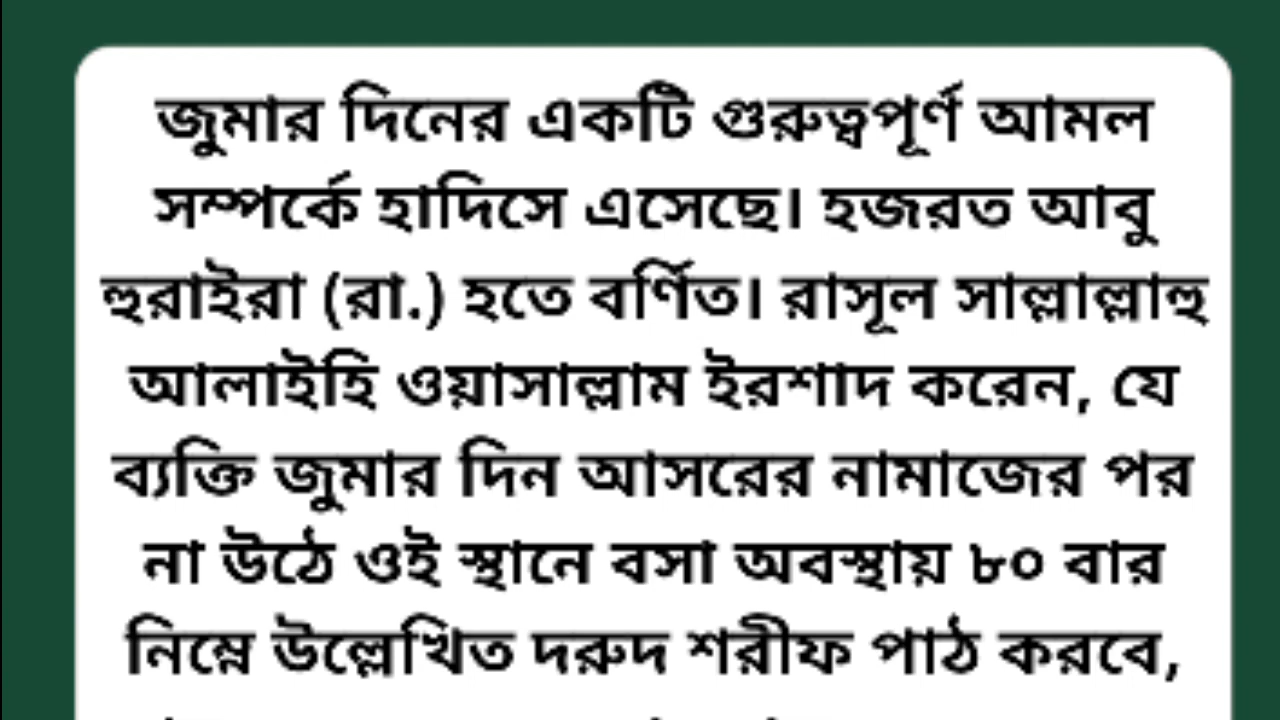 জুমার দিনের একটি গুরুত্বপূর্ণ আমল
সম্পর্কে হাদিসে এসেছে। হজরত আবু
হুরাইরা (রা.) হতে বর্ণিত। রাসূল সাল্লাল্লাহু
আলাইহি ওয়াসাল্লাম ইরশাদ করেন, যে
ব্যক্তি জুমার দিন আসরের নামাজের পর
না উঠে ওই স্থানে বসা অবস্থায় ৮০ বার
নিম্নে উল্লেখিত দরুদ শরীফ পাঠ করবে,